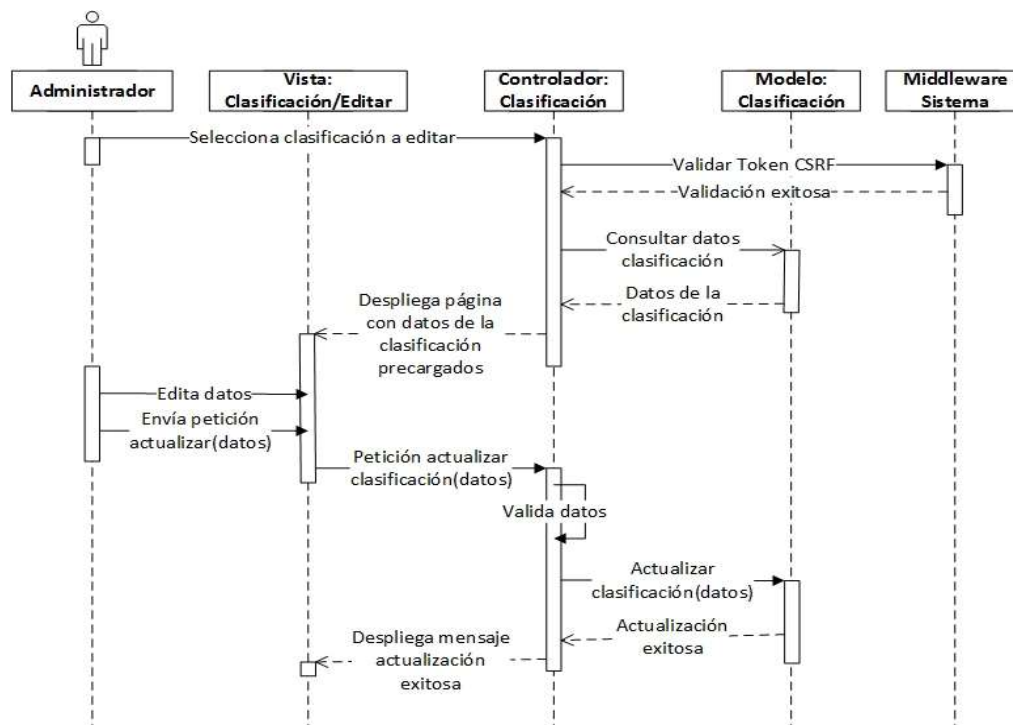 Administrador
Vista:
Clasificación/Editar
Controlador:
Clasificación
Modelo:
Clasificación
Middleware
Sistema
Selecciona clasificación a editar
Validar Token CSRF
Validación exitosa
Consultar datos
clasificación
Datos de la
clasificación
Despliega página
con datos de la
clasificación
precargados
Edita datos
Envía petición
actualizar(datos)
Petición actualizar
clasificación(datos)
Valida datos
Actualizar
clasificación(datos)
Actualización
exitosa
Despliega mensaje
actualización
exitosa